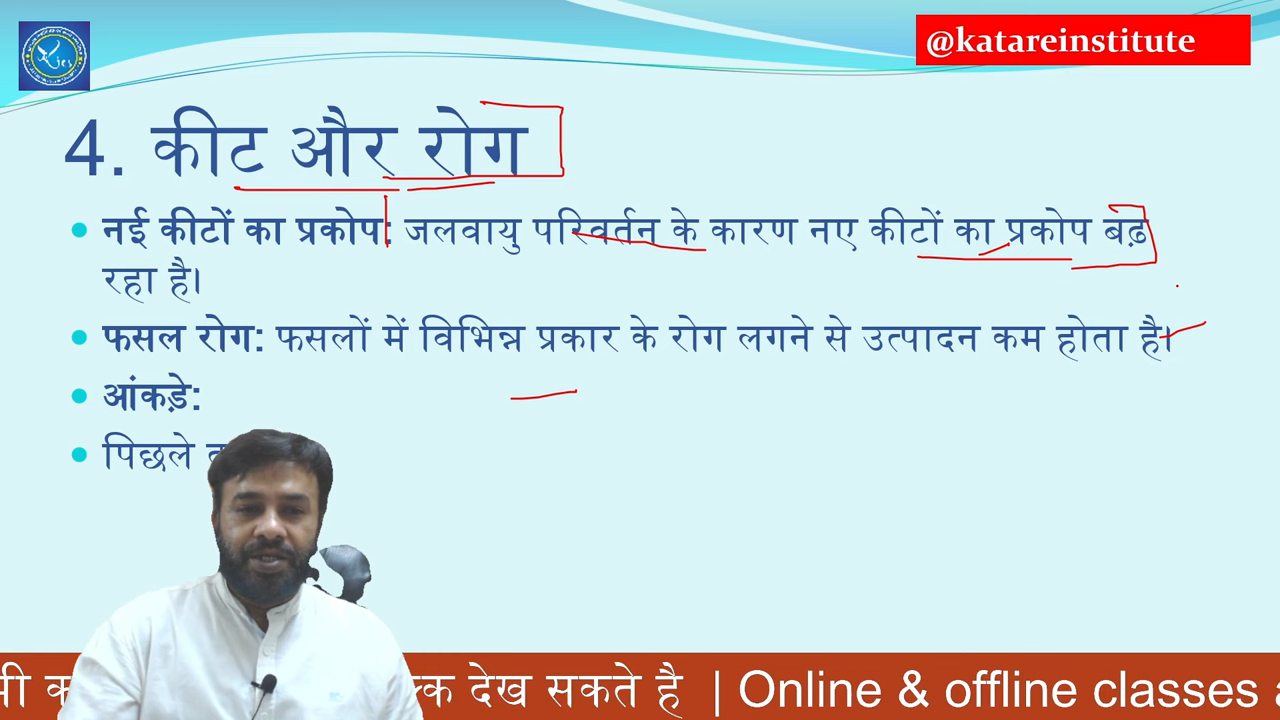 @katareinstitute
4. कीट और रोग
नई कीटों का प्रकोप: जलवायु परिवर्तन के कारण नए कीटों का प्रकोप बढ़
रहा है।
फसल रोग: फसलों में विभिन्न प्रकार के रोग लगने से उत्पादन कम होता है।
आंकड़े:
पिछले
देख सकते है | Online & offline classes